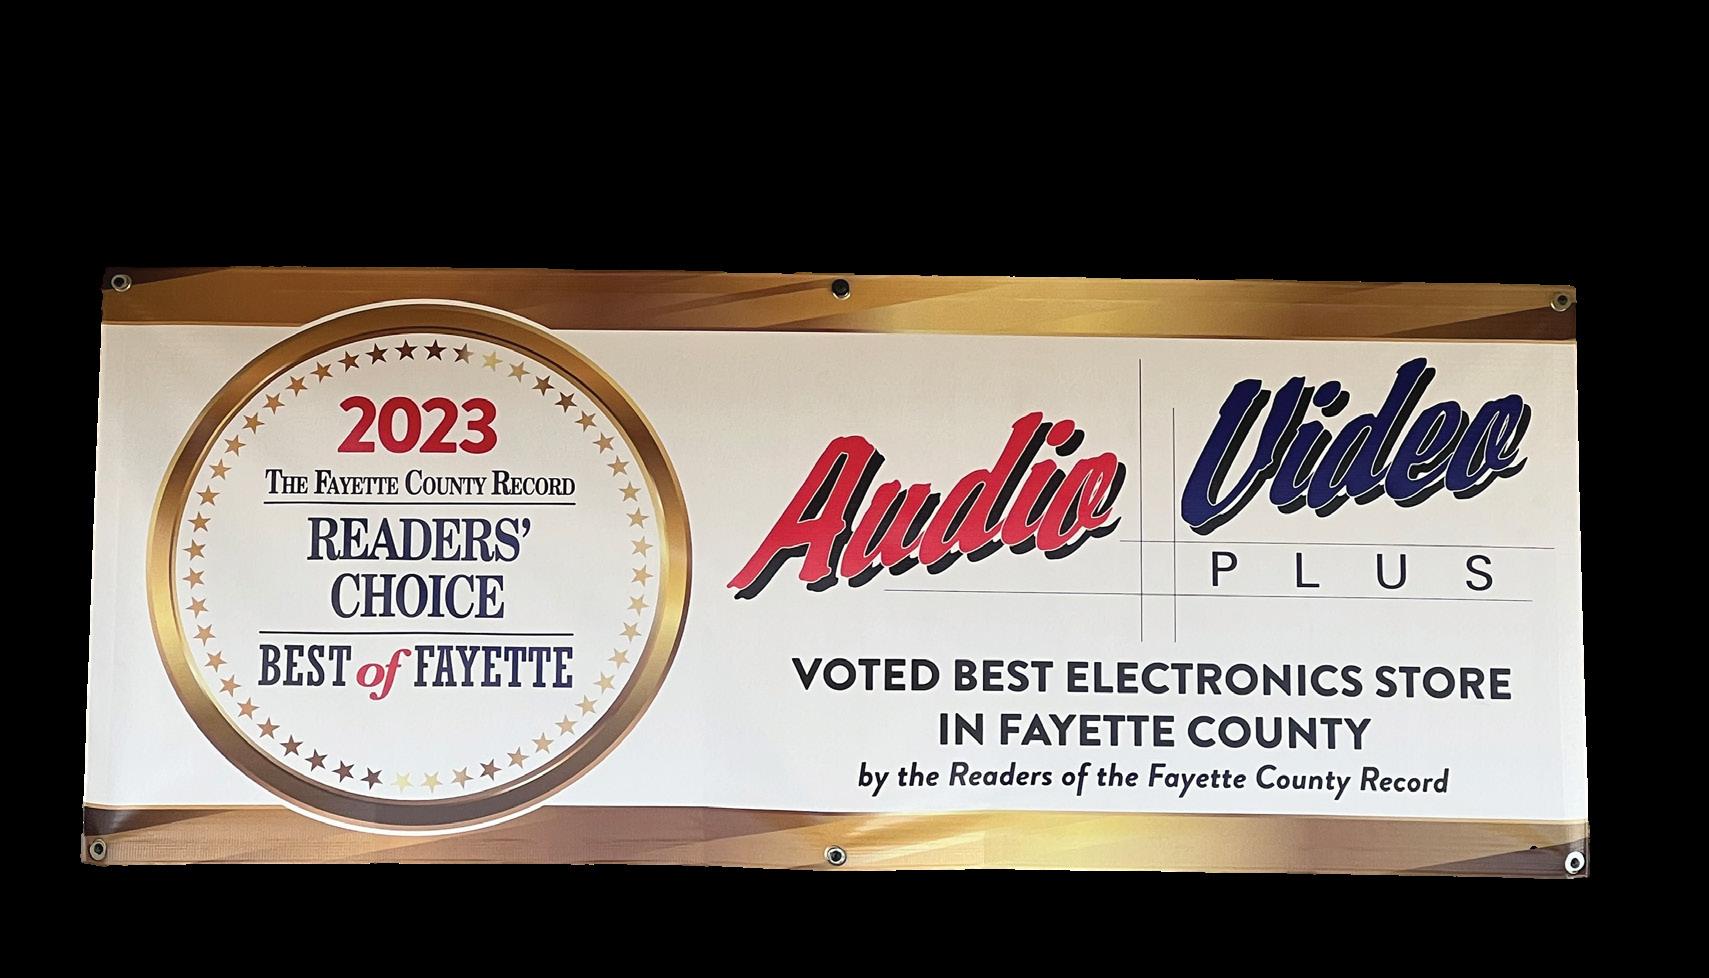 2023
THE FAYETTE COUNTY RECORD
READERS'
CHOICE
BEST of FAYETTE
Audio Video
PLUS
VOTED BEST ELECTRONICS STORE
IN FAYETTE COUNTY
by the Readers of the Fayette County Record